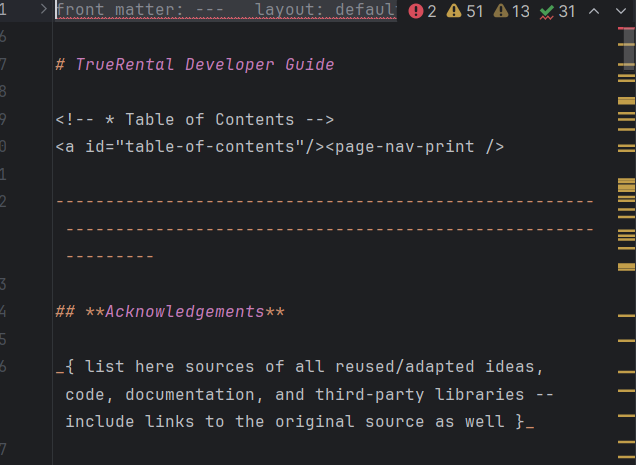 1 front matter: --- layout: defaul 2 51 13 31
6
7 # TrueRental Developer Guide
8
9 <!-- * Table of Contents -->
0 <a id="table-of-contents"/><page-nav-print />
1
2 ------------------------------------------------------
-----------------------------------------------------
---------
3
4 ## **Acknowledgements**
5
6 _{ list here sources of all reused/adapted ideas,
code, documentation, and third-party libraries --
include links to the original source as well }_
7